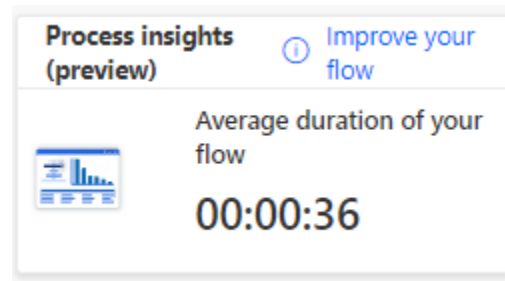 Process insights
(preview)
Improve your
flow
Average duration of your
flow
00:00:36